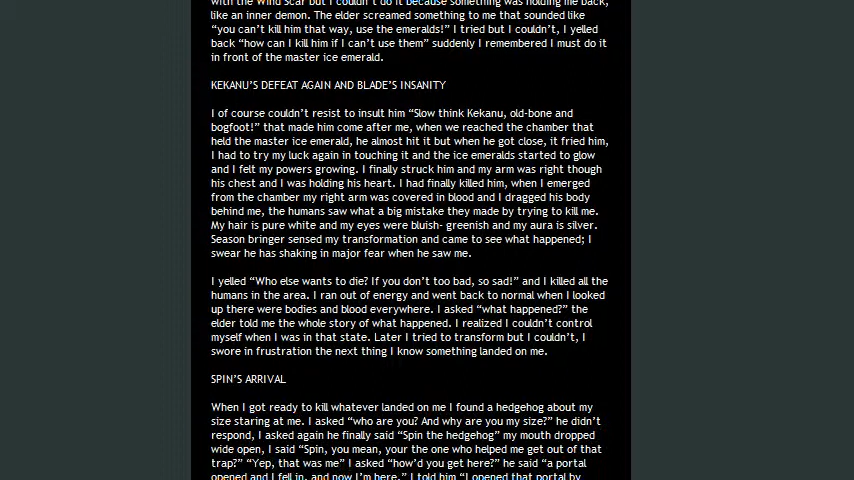 with the Wind Scar but I couldn't do it because something was holding me back,
like an inner demon. The elder screamed something to me that sounded like
“you can't kill him that way, use the emeralds!” I tried but I couldn't, I yelled
back “how can I kill him if I can't use them” suddenly I remembered I must do it
in front of the master ice emerald.
KEKANU'S DEFEAT AGAIN AND BLADE'S INSANITY
I of course couldn't resist to insult him “Slow think Kekanu, old-bone and
bogfoot!” that made him come after me, when we reached the chamber that
held the master ice emerald, he almost hit it but when he got close, it fried him,
I had to try my luck again in touching it and the ice emeralds started to glow
and I felt my powers growing. I finally struck him and my arm was right though
his chest and I was holding his heart. I had finally killed him, when I emerged
from the chamber my right arm was covered in blood and I dragged his body
behind me, the humans saw what a big mistake they made by trying to kill me.
My hair is pure white and my eyes were bluish- greenish and my aura is silver.
Season bringer sensed my transformation and came to see what happened; I
swear he has shaking in major fear when he saw me.
I yelled “Who else wants to die? If you don't too bad, so sad!” and I killed all the
humans in the area. I ran out of energy and went back to normal when I looked
up there were bodies and blood everywhere. I asked “what happened?” the
elder told me the whole story of what happened. I realized I couldn't control
myself when I was in that state. Later I tried to transform but I couldn't, I
swore in frustration the next thing I know something landed on me.
SPIN'S ARRIVAL
When I got ready to kill whatever landed on me I found a hedgehog about my
size staring at me. I asked “who are you? And why are you my size?” he didn't
respond, I asked again he finally said “Spin the hedgehog” my mouth dropped
wide open, I said “Spin, you mean, your the one who helped me get out of that
trap?” “Yep, that was me” I asked “how'd you get here?” he said “a portal
opened and I fell in, and now I'm here.” I told him “I opened that portal by